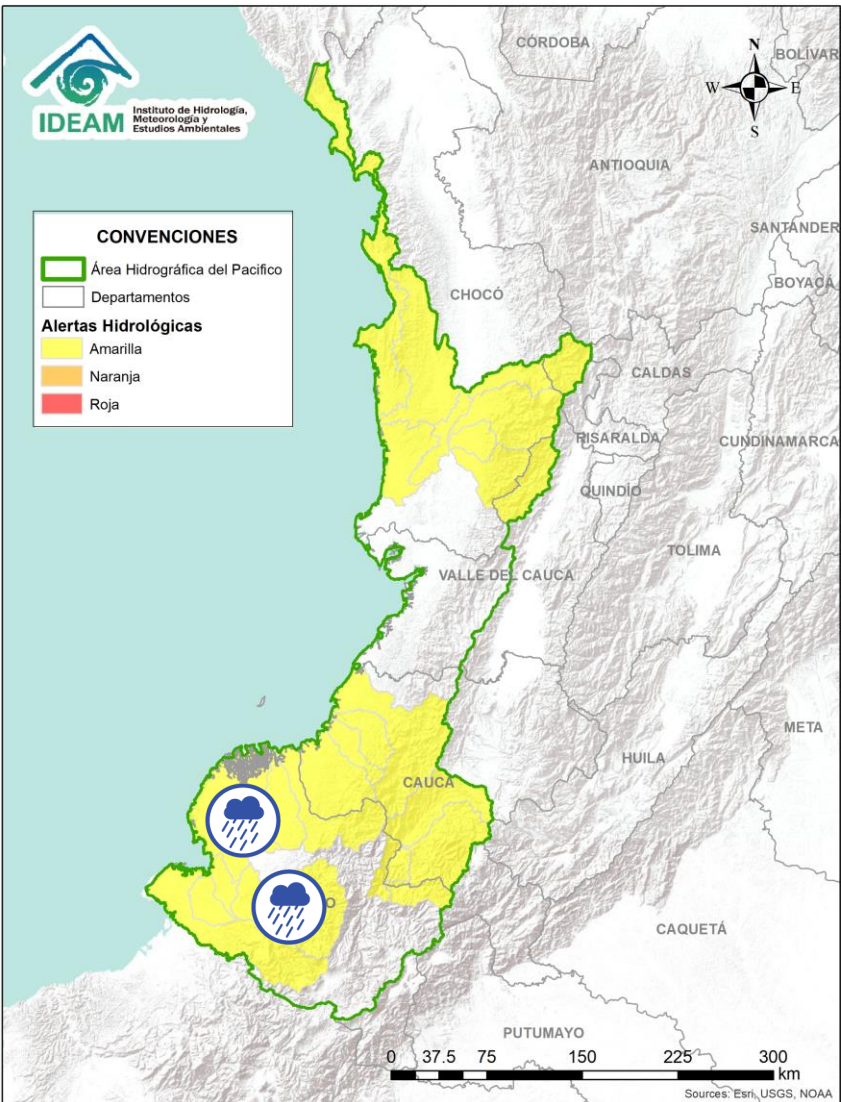 IDEAM
Instituto de Hidrología,
Meteorología y
Estudios Ambientales
N
W
E
S
CÓRDOBA
BOLÍVAR
ANTIOQUIA
SANTANDER
BOYACÁ
CHOCÓ
CALDAS
RISARALDA
CUNDINAMARCA
QUINDÍO
TOLIMA
VALLE DEL CAUCA
META
HUILA
CAUCA
O
CAQUETÁ
PUTUMAYO
CONVENCIONES
Área Hidrográfica del Pacifico
Departamentos
Alertas Hidrológicas
Amarilla
Naranja
Roja
0 37.5 75 150 225 300
km
Sources: Esri, USGS, NOAA